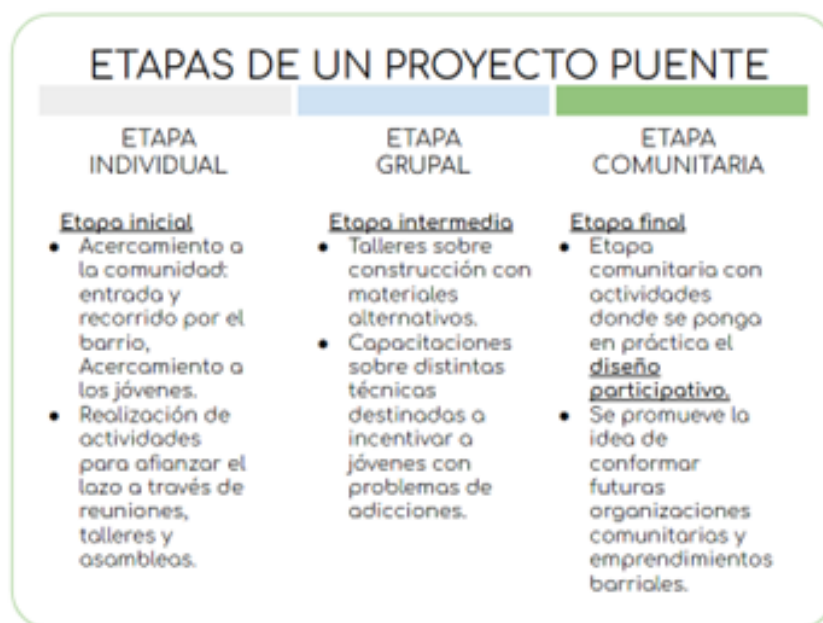 ETAPAS DE UN PROYECTO PUENTE
ETAPA
INDIVIDUAL
Etapa inicial
● Acercamiento a
la comunidad:
entrada y
recorrido por el
barrio,
Acercamiento a
los jóvenes.
● Realización de
actividades
para afianzar el
lazo a través de
reuniones,
talleres y
asambleas.
ETAPA
GRUPAL
Etapa intermedia
● Talleres sobre
construcción con
materiales
alternativos.
● Capacitaciones
sobre distintas
técnicas
destinadas a
incentivar a
jóvenes con
problemas de
adicciones.
ETAPA
COMUNITARIA
Etapa final
● Etapa
comunitaria con
actividades
donde se ponga
en práctica el
diseño
participativo.
● Se promueve la
idea de
conformar
futuras
organizaciones
comunitarias y
emprendimientos
barriales.